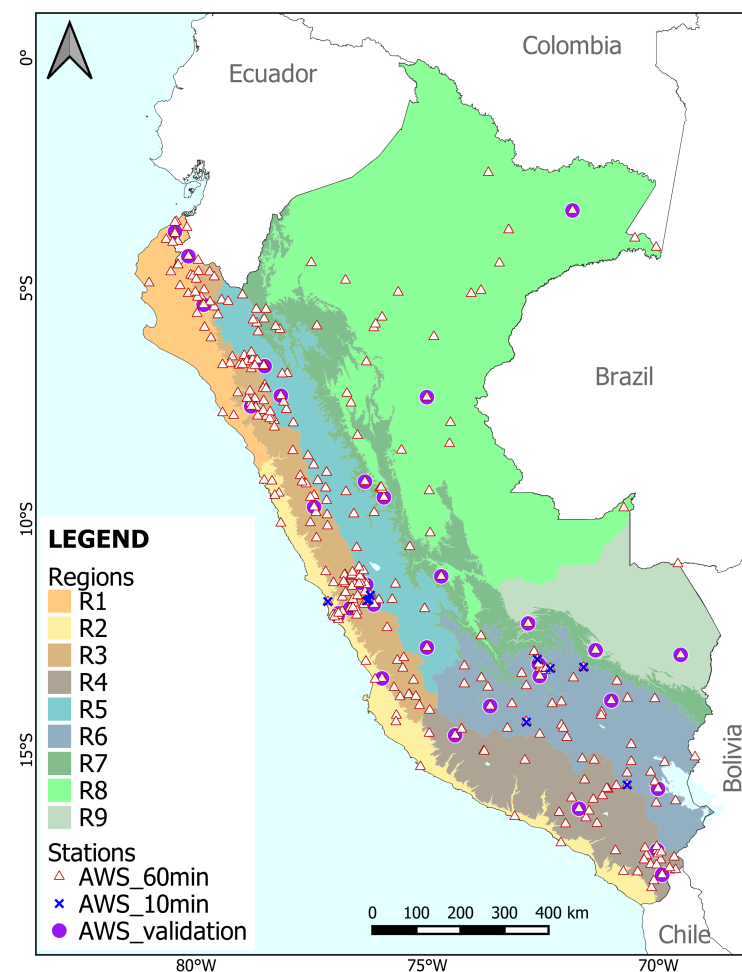 Colombia
Ecuador
0°
5°S
Brazil
10°S
LEGEND
Regions
R1
R2
R3
R4
R5
R6
R7
R8
R9
Stations
AWS_60min
AWS_10min
AWS_validation
15°S
Bolivia
0 100 200 300 400 km
Chile
80°W 75°W 70°W